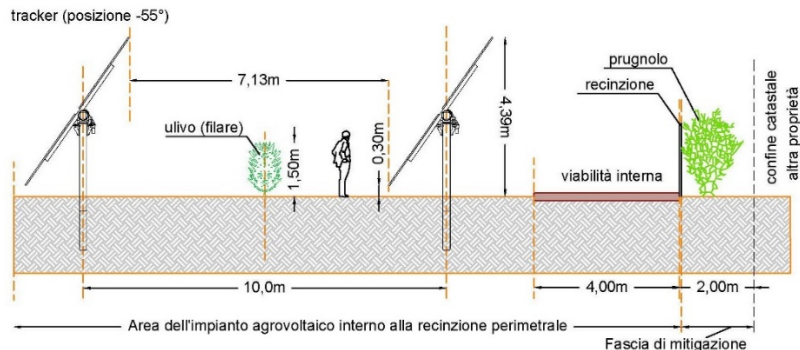 tracker (posizione -55°)
7,13m
ulivo (filare)
1,50m
0,30m
4,39m
prugnolo
recinzione
viabilità interna
confine catastale
altra proprietà
10,0m
4,00m
2,00m
Area dell'impianto agrovoltaico interno alla recinzione perimetrale
Fascia di mitigazione